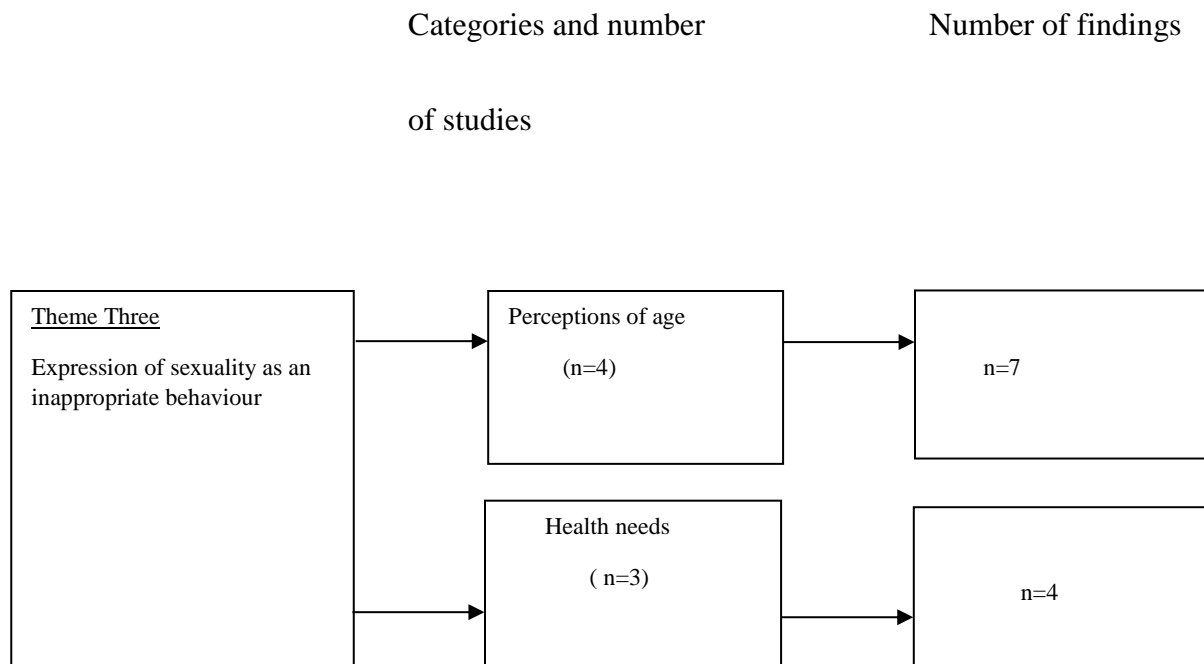 Categories and number
of studies
Number of findings
Theme Three
Expression of sexuality as an
inappropriate behaviour
Perceptions of age
(n=4)
n=7
Health needs
( n=3)
n=4